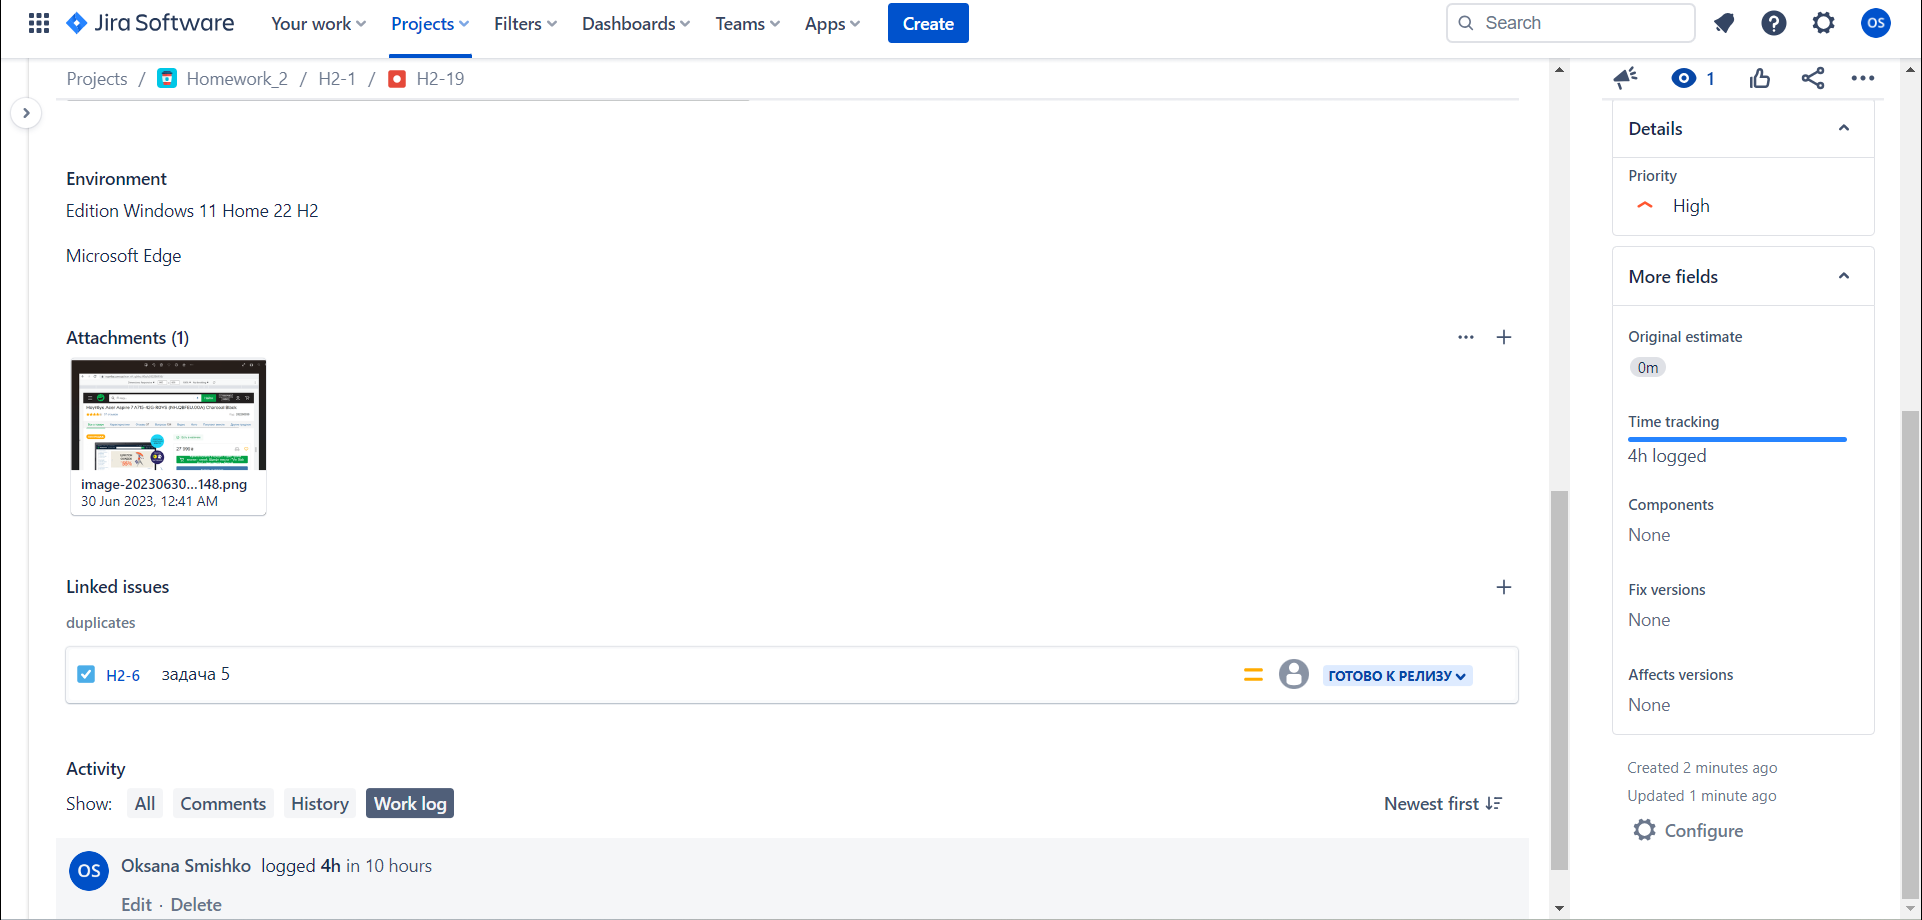 Jira Software
Your work
Projects
Filters
Dashboards
Teams
Apps
Create
Search
OS
Projects / Homework_2 / H2-1 / H2-19
1
Environment
Edition Windows 11 Home 22 H2
Microsoft Edge
Attachments (1)
image-20230630...148.png
30 Jun 2023, 12:41 AM
Linked issues
duplicates
H2-6 задача 5
ГОТОВО К РЕЛИЗУ
Activity
Show: All Comments History Work log
Newest first
OS
Oksana Smishko logged 4h in 10 hours
Edit · Delete
Details
Priority
High
More fields
Original estimate
0m
Time tracking
4h logged
Components
None
Fix versions
None
Affects versions
None
Created 2 minutes ago
Updated 1 minute ago
Configure